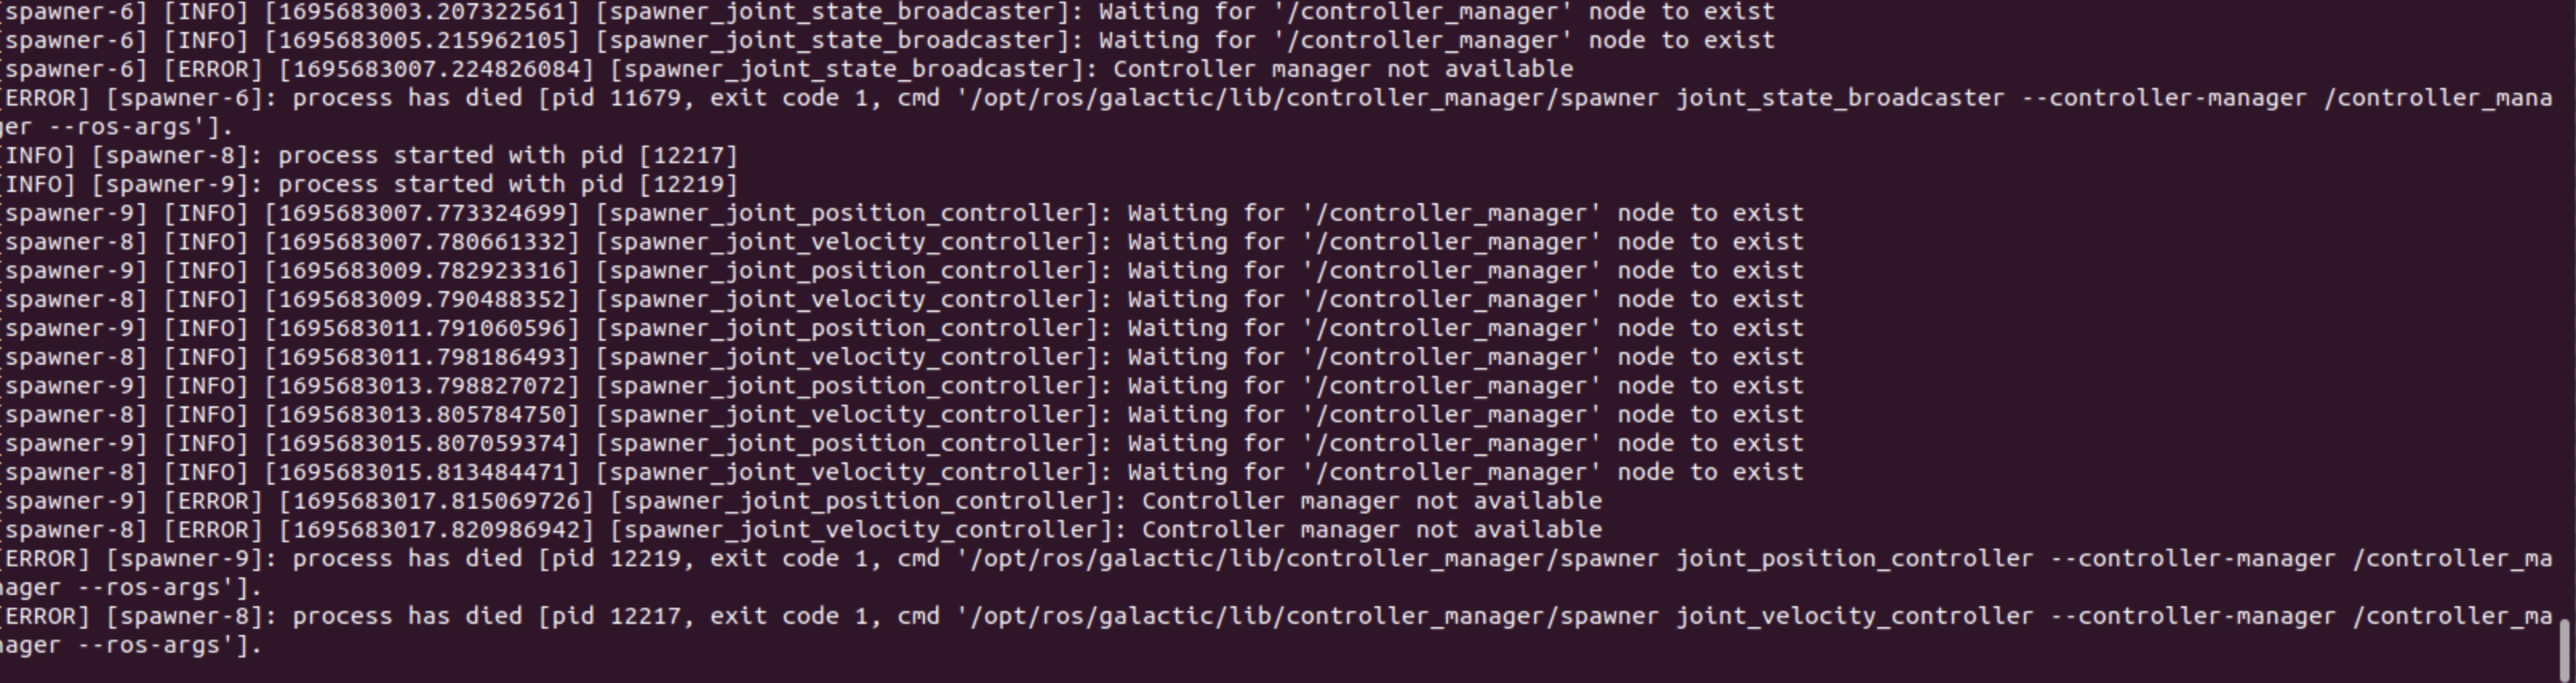 [spawner-6] [INFO] [1695683003.207322561] [spawner_joint_state_broadcaster]: Waiting for '/controller_manager' node to exist
[spawner-6] [INFO] [1695683005.215962105] [spawner_joint_state_broadcaster]: Waiting for '/controller_manager' node to exist
[spawner-6] [ERROR] [1695683007.224826084] [spawner_joint_state_broadcaster]: Controller manager not available
[ERROR] [spawner-6]: process has died [pid 11679, exit code 1, cmd '/opt/ros/galactic/lib/controller_manager/spawner joint_state_broadcaster --controller-manager /controller_mana
ger --ros-args'].
[INFO] [spawner-8]: process started with pid [12217]
[INFO] [spawner-9]: process started with pid [12219]
[spawner-9] [INFO] [1695683007.773324699] [spawner_joint_position_controller]: Waiting for '/controller_manager' node to exist
[spawner-8] [INFO] [1695683007.780661332] [spawner_joint_velocity_controller]: Waiting for '/controller_manager' node to exist
[spawner-9] [INFO] [1695683009.782923316] [spawner_joint_position_controller]: Waiting for '/controller_manager' node to exist
[spawner-8] [INFO] [1695683009.790488352] [spawner_joint_velocity_controller]: Waiting for '/controller_manager' node to exist
[spawner-9] [INFO] [1695683011.791060596] [spawner_joint_position_controller]: Waiting for '/controller_manager' node to exist
[spawner-8] [INFO] [1695683011.798186493] [spawner_joint_velocity_controller]: Waiting for '/controller_manager' node to exist
[spawner-9] [INFO] [1695683013.798827072] [spawner_joint_position_controller]: Waiting for '/controller_manager' node to exist
[spawner-8] [INFO] [1695683013.805784750] [spawner_joint_velocity_controller]: Waiting for '/controller_manager' node to exist
[spawner-9] [INFO] [1695683015.807059374] [spawner_joint_position_controller]: Waiting for '/controller_manager' node to exist
[spawner-8] [INFO] [1695683015.813484471] [spawner_joint_velocity_controller]: Waiting for '/controller_manager' node to exist
[spawner-9] [ERROR] [1695683017.815069726] [spawner_joint_position_controller]: Controller manager not available
[spawner-8] [ERROR] [1695683017.820986942] [spawner_joint_velocity_controller]: Controller manager not available
[ERROR] [spawner-9]: process has died [pid 12219, exit code 1, cmd '/opt/ros/galactic/lib/controller_manager/spawner joint_position_controller --controller-manager /controller_ma
nager --ros-args'].
[ERROR] [spawner-8]: process has died [pid 12217, exit code 1, cmd '/opt/ros/galactic/lib/controller_manager/spawner joint_velocity_controller --controller-manager /controller_ma
nager --ros-args'].